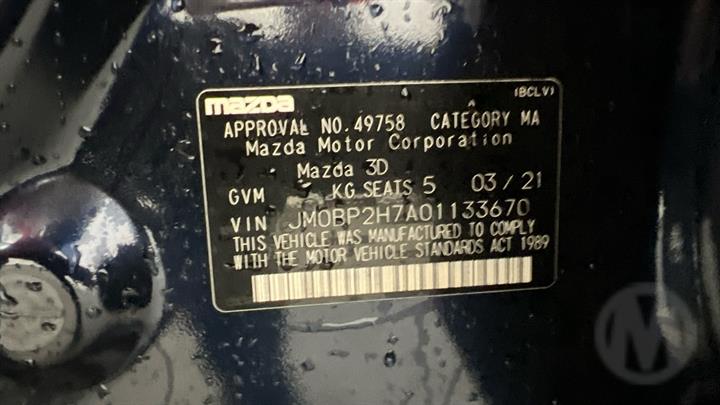 (BCLV)
mazda
APPROVAL NO.49758 CATEGORY MA
Mazda Motor Corporation
Mazda 3D
GVM KG SEATS 5 03/21
VIN JM0BP2H7A01133670
THIS VEHICLE WAS MANUFACTURED TO COMPLY
WITH THE MOTOR VEHICLE STANDARDS ACT 1989
M